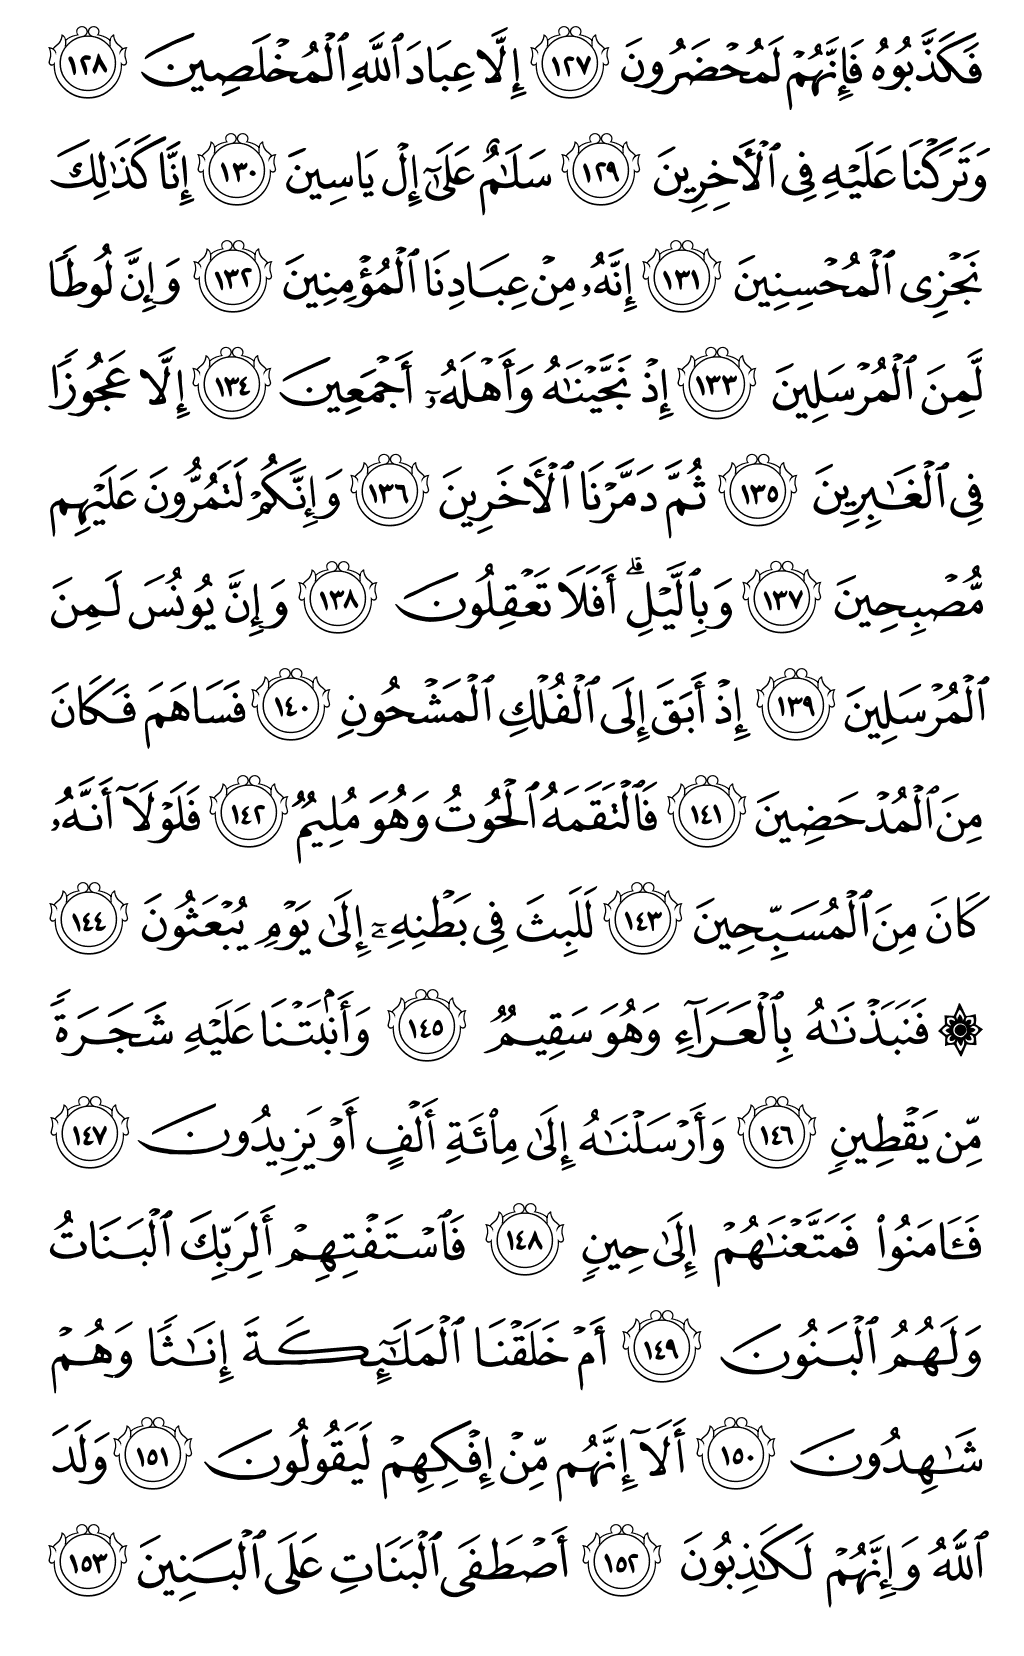 فَكَذَّبُوهُ فَإِنَّهُمْ لَمُحْضَرُونَ ١٢٧ إِلَّا عِبَادَ ٱللَّهِ ٱلْمُخْلَصِينَ ١٢٨
وَتَرَكْنَا عَلَيْهِ فِى ٱلْأَخِرِينَ ١٢٩ سَلَٰمٌ عَلَىٰٓ إِلْ يَاسِينَ ١٣٠ إِنَّا كَذَٰلِكَ
نَجْزِى ٱلْمُحْسِنِينَ ١٣١ إِنَّهُۥ مِنْ عِبَادِنَا ٱلْمُؤْمِنِينَ ١٣٢ وَإِنَّ لُوطًا
لَّمِنَ ٱلْمُرْسَلِينَ ١٣٣ إِذْ نَجَّيْنَٰهُ وَأَهْلَهُۥٓ أَجْمَعِينَ ١٣٤ إِلَّا عَجُوزًا
فِى ٱلْغَٰبِرِينَ ١٣٥ ثُمَّ دَمَّرْنَا ٱلْأَخَرِينَ ١٣٦ وَإِنَّكُمْ لَتَمُرُّونَ عَلَيْهِم
مُّصْبِحِينَ ١٣٧ وَبِٱلَّيْلِ ۗ أَفَلَا تَعْقِلُونَ ١٣٨ وَإِنَّ يُونُسَ لَمِنَ
ٱلْمُرْسَلِينَ ١٣٩ إِذْ أَبَقَ إِلَى ٱلْفُلْكِ ٱلْمَشْحُونِ ١٤٠ فَسَاهَمَ فَكَانَ
مِنَ ٱلْمُدْحَضِينَ ١٤١ فَٱلْتَقَمَهُ ٱلْحُوتُ وَهُوَ مُلِيمٌ ١٤٢ فَلَوْلَآ أَنَّهُۥ
كَانَ مِنَ ٱلْمُسَبِّحِينَ ١٤٣ لَلَبِثَ فِى بَطْنِهِۦٓ إِلَىٰ يَوْمِ يُبْعَثُونَ ١٤٤
۞ فَنَبَذْنَٰهُ بِٱلْعَرَآءِ وَهُوَ سَقِيمٌ ١٤٥ وَأَنۢبَتْنَا عَلَيْهِ شَجَرَةً
مِّن يَقْطِينٍ ١٤٦ وَأَرْسَلْنَٰهُ إِلَىٰ مِا۟ئَةِ أَلْفٍ أَوْ يَزِيدُونَ ١٤٧
فَـَٔامَنُوا۟ فَمَتَّعْنَٰهُمْ إِلَىٰ حِينٍ ١٤٨ فَٱسْتَفْتِهِمْ أَلِرَبِّكَ ٱلْبَنَاتُ
وَلَهُمُ ٱلْبَنُونَ ١٤٩ أَمْ خَلَقْنَا ٱلْمَلَٰٓئِكَةَ إِنَٰثًا وَهُمْ
شَٰهِدُونَ ١٥٠ أَلَآ إِنَّهُم مِّنْ إِفْكِهِمْ لَيَقُولُونَ ١٥١ وَلَدَ
ٱللَّهُ وَإِنَّهُمْ لَكَٰذِبُونَ ١٥٢ أَصْطَفَى ٱلْبَنَاتِ عَلَى ٱلْبَنِينَ ١٥٣